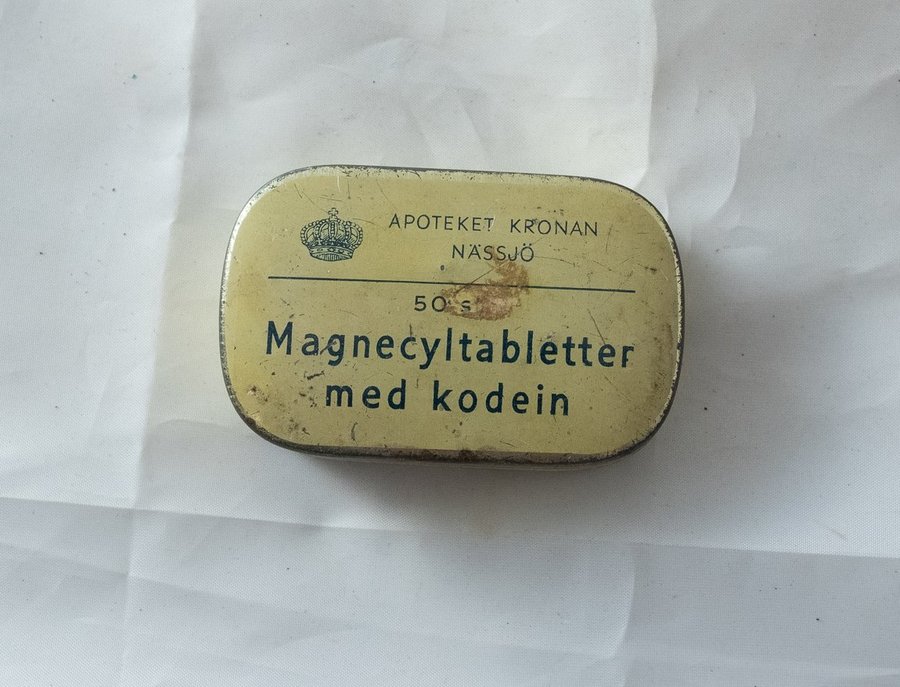 APOTEKET KRONAN
NÄSSJÖ
50 s
Magnecyltabletter
med kodein